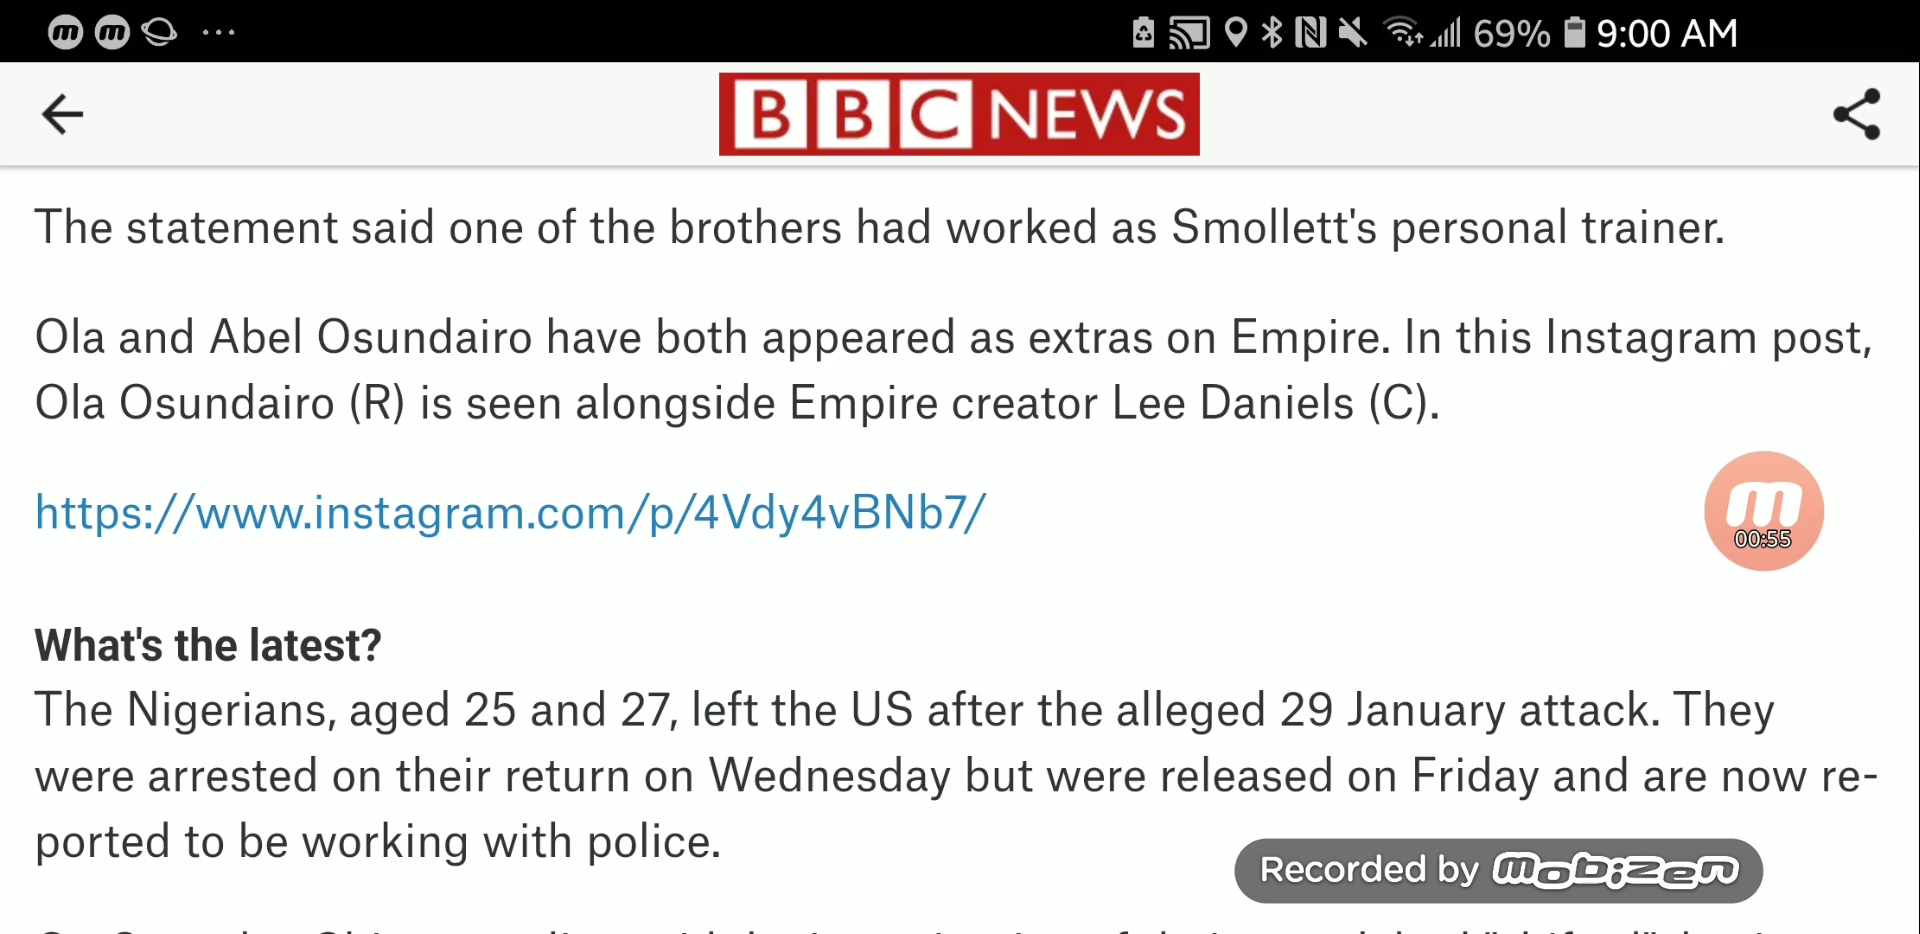 69% 9:00 AM
BBC NEWS
The statement said one of the brothers had worked as Smollett's personal trainer.
Ola and Abel Osundairo have both appeared as extras on Empire. In this Instagram post,
Ola Osundairo (R) is seen alongside Empire creator Lee Daniels (C).
https://www.instagram.com/p/4Vdy4vBNb7/
m
00:55
What's the latest?
The Nigerians, aged 25 and 27, left the US after the alleged 29 January attack. They
were arrested on their return on Wednesday but were released on Friday and are now re-
ported to be working with police.
Recorded by mobizen